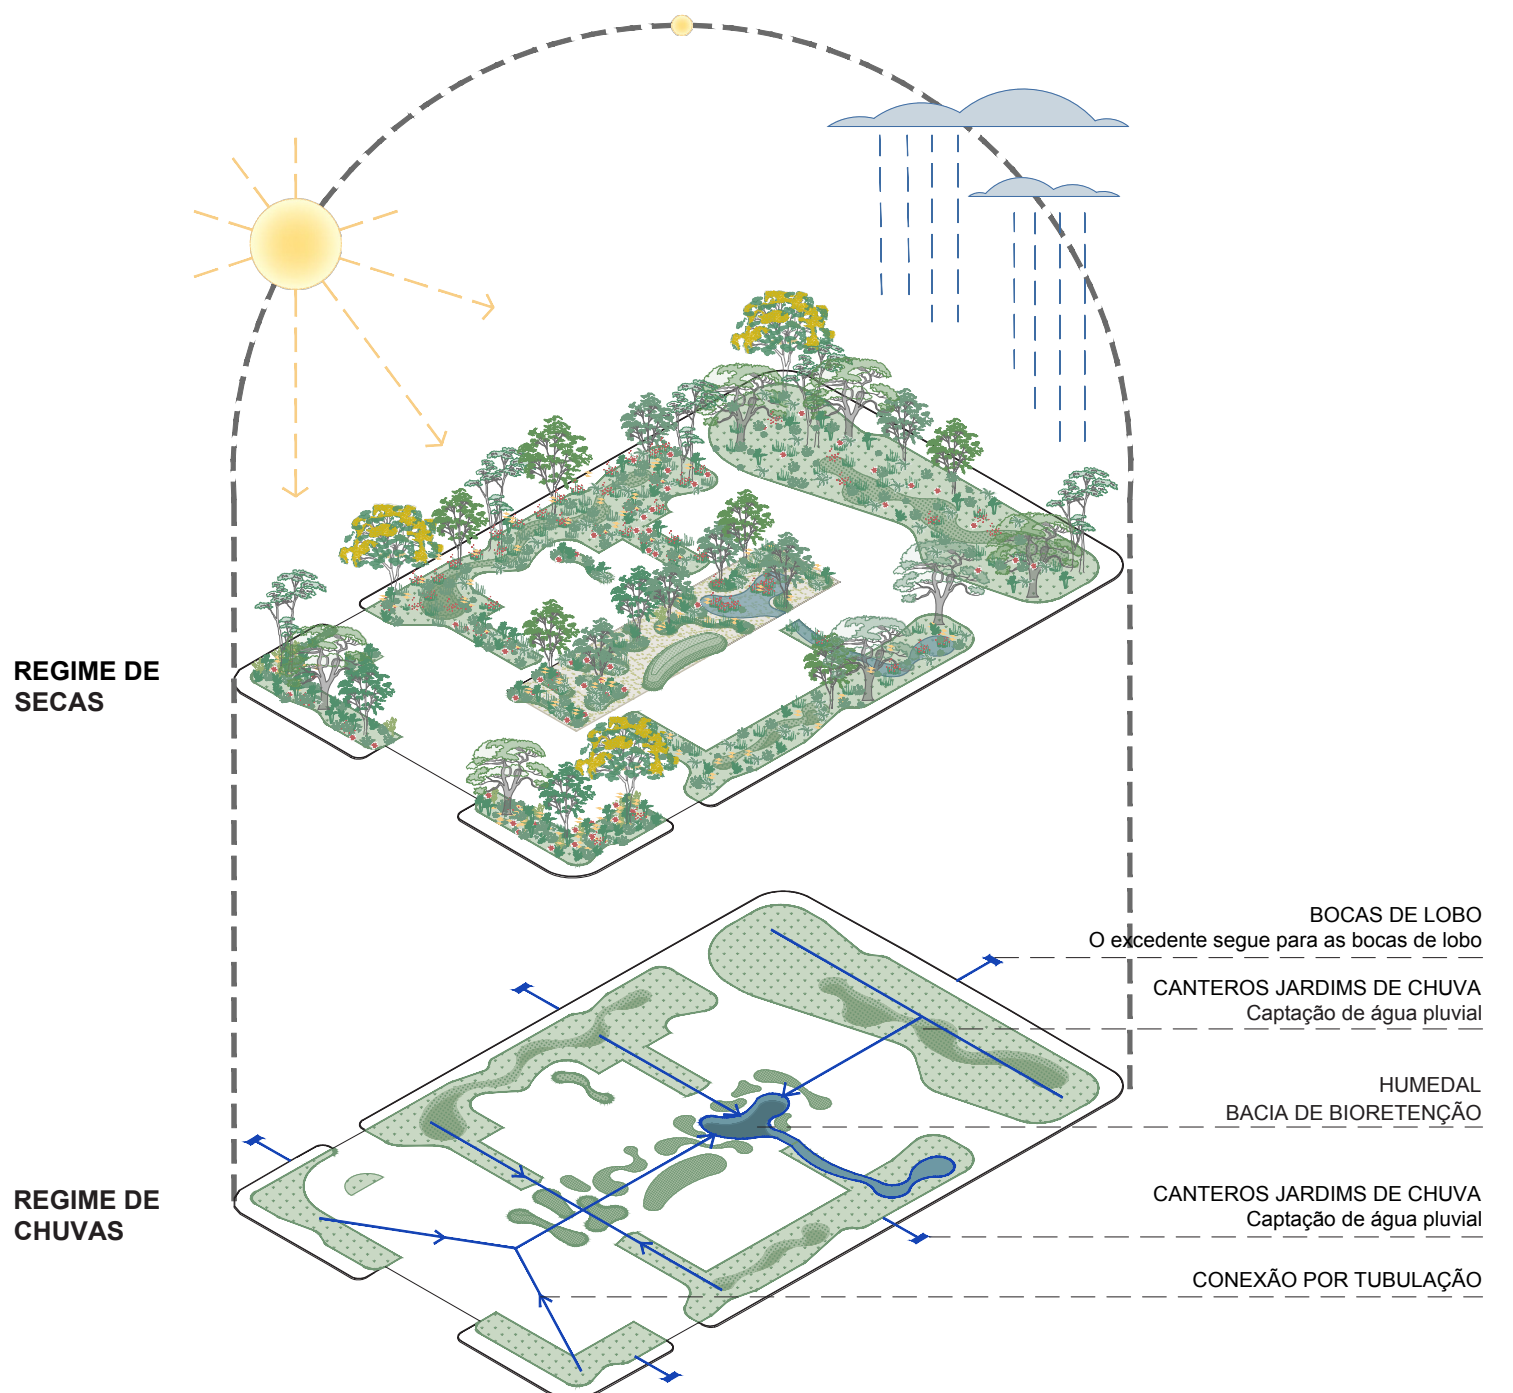 REGIME DE
SECAS
BOCAS DE LOBO
O excedente segue para as bocas de lobo
CANTEROS JARDIMS DE CHUVA
Captação de água pluvial
HUMEDAL
BACIA DE BIORETENÇÃO
REGIME DE
CHUVAS
CANTEROS JARDIMS DE CHUVA
Captação de água pluvial
CONEXÃO POR TUBULAÇÃO